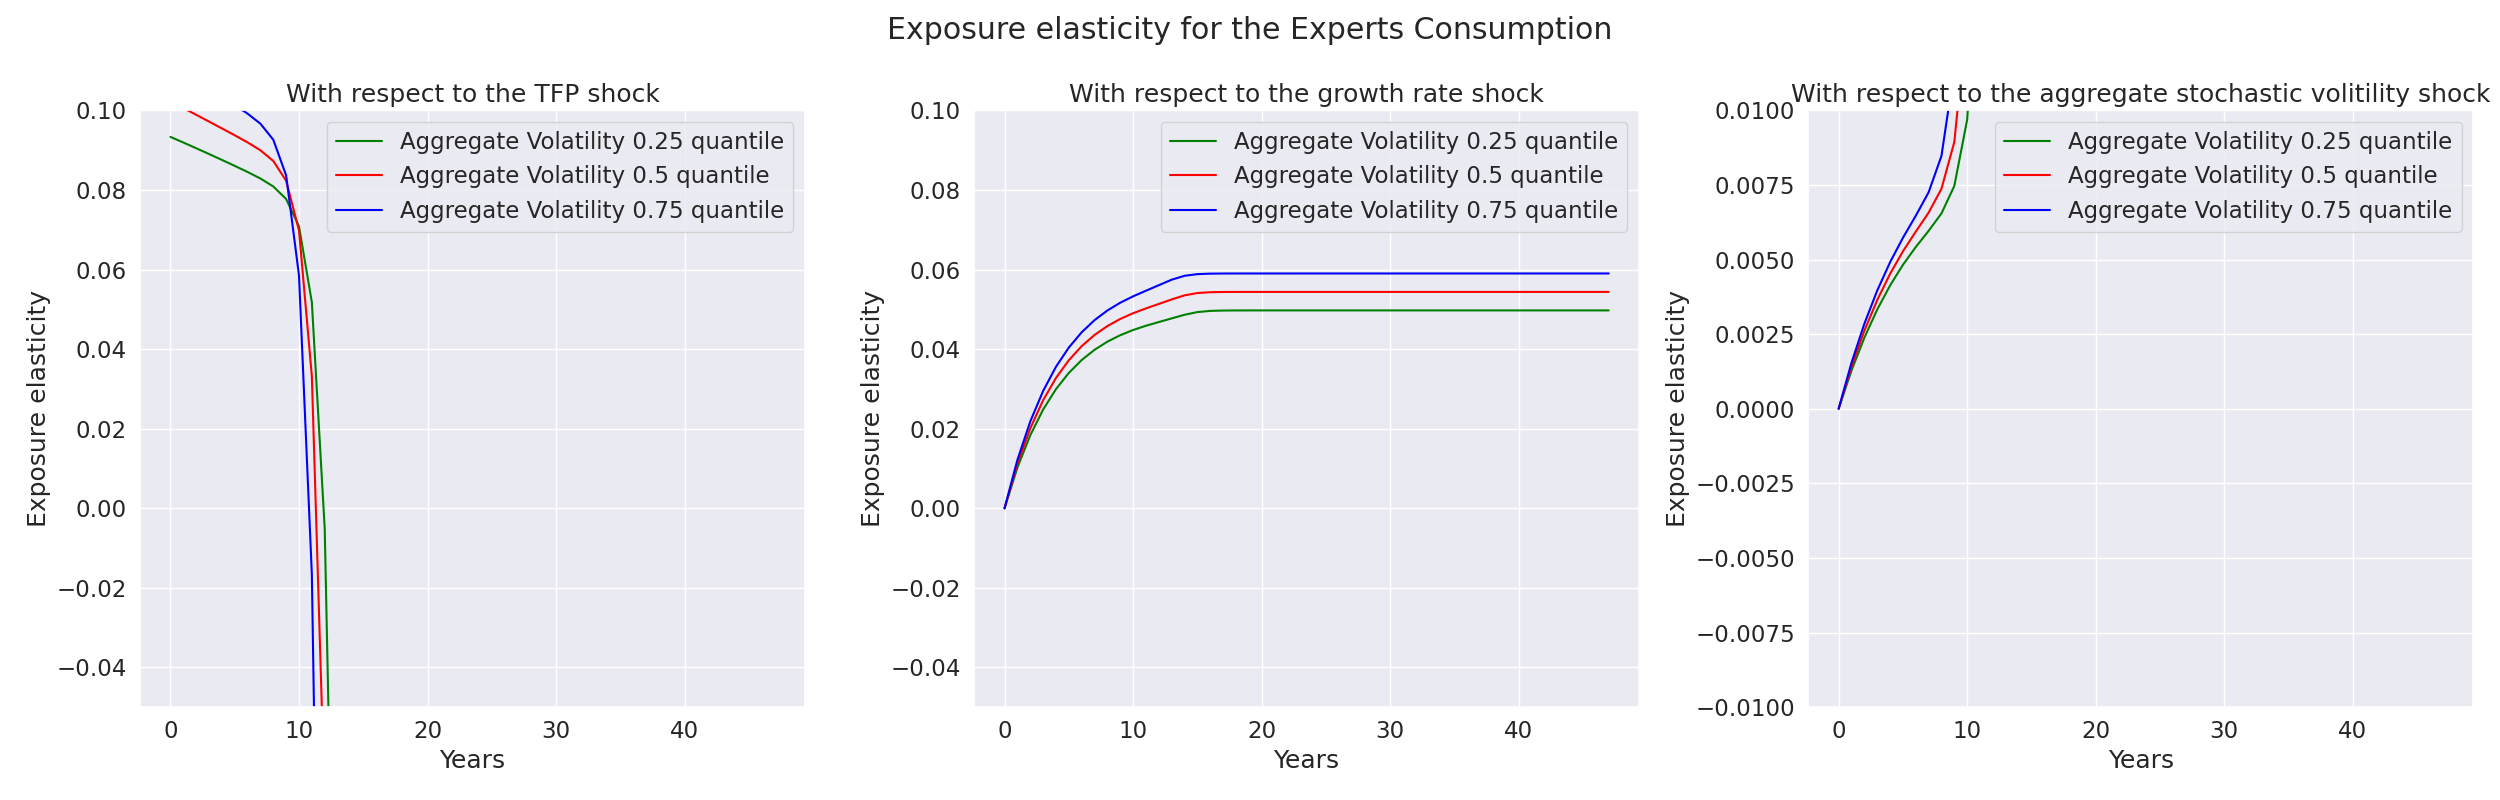 Exposure elasticity for the Experts Consumption
With respect to the TFP shock
0.10
0.08
0.06
0.04
0.02
0.00
−0.02
−0.04
Exposure elasticity
Aggregate Volatility 0.25 quantile
Aggregate Volatility 0.5 quantile
Aggregate Volatility 0.75 quantile
0 10 20 30 40
Years
With respect to the growth rate shock
0.10
0.08
0.06
0.04
0.02
0.00
−0.02
−0.04
Exposure elasticity
Aggregate Volatility 0.25 quantile
Aggregate Volatility 0.5 quantile
Aggregate Volatility 0.75 quantile
0 10 20 30 40
Years
With respect to the aggregate stochastic volitility shock
0.0100
0.0075
0.0050
0.0025
0.0000
−0.0025
−0.0050
−0.0075
−0.0100
Exposure elasticity
Aggregate Volatility 0.25 quantile
Aggregate Volatility 0.5 quantile
Aggregate Volatility 0.75 quantile
0 10 20 30 40
Years